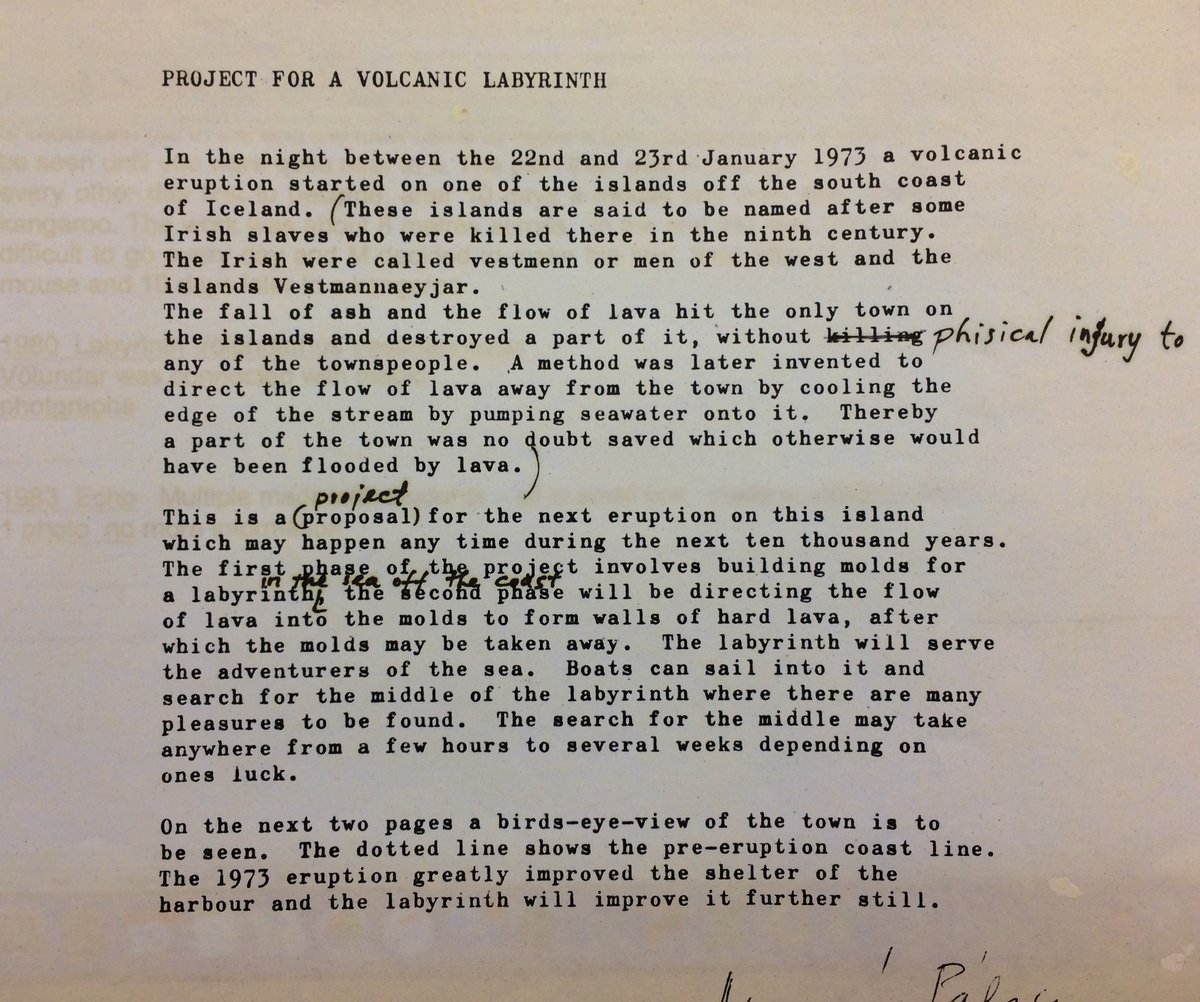 PROJECT FOR A VOLCANIC LABYRINTH
In the night between the 22nd and 23rd January 1973 a volcanic
eruption started on one of the islands off the south coast
of Iceland. (These islands are said to be named after some
Irish slaves who were killed there in the ninth century.
The Irish were called vestmenn or men of the west and the
islands Vestmannaeyjar.
The fall of ash and the flow of lava hit the only town on
the islands and destroyed a part of it, without killing phisical injury to
any of the townspeople. A method was later invented to
direct the flow of lava away from the town by cooling the
edge of the stream by pumping seawater onto it. Thereby
a part of the town was no doubt saved which otherwise would
have been flooded by lava.)
project
This is a (proposal) for the next eruption on this island
which may happen any time during the next ten thousand years.
The first phase of the project involves building molds for
in the sea off the coast
a labyrinth, the second phase will be directing the flow
of lava into the molds to form walls of hard lava, after
which the molds may be taken away. The labyrinth will serve
the adventurers of the sea. Boats can sail into it and
search for the middle of the labyrinth where there are many
pleasures to be found. The search for the middle may take
anywhere from a few hours to several weeks depending on
ones luck.
On the next two pages a birds-eye-view of the town is to
be seen. The dotted line shows the pre-eruption coast line.
The 1973 eruption greatly improved the shelter of the
harbour and the labyrinth will improve it further still.